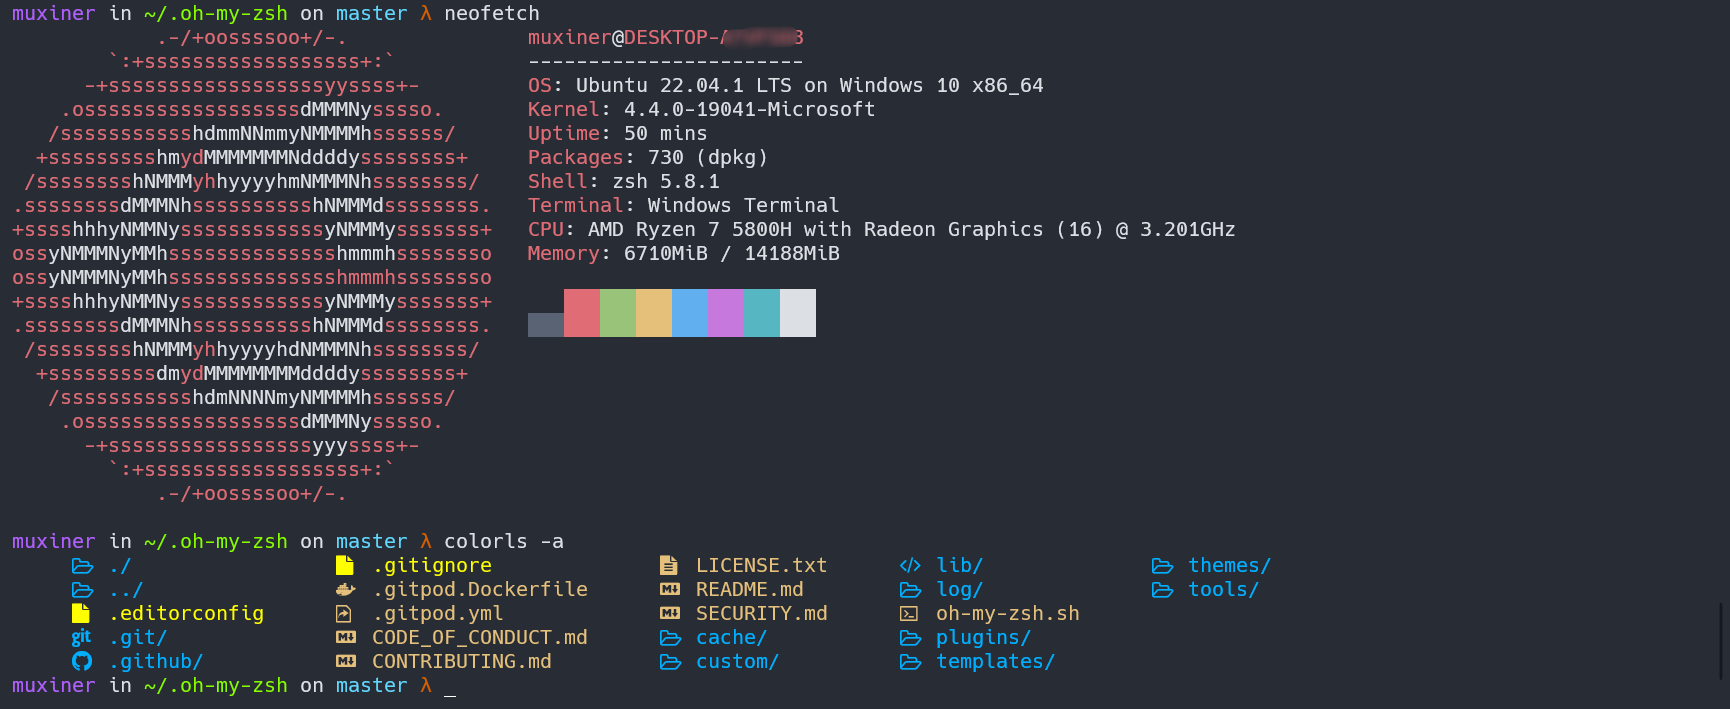 muxiner in ~/.oh-my-zsh on master λ neofetch
            .-/+oossssoo+/-.               muxiner@DESKTOP-
        `:+ssssssssssssssssss+:`           -----------------------
      -+ssssssssssssssssssyyssss+-         OS: Ubuntu 22.04.1 LTS on Windows 10 x86_64
    .ossssssssssssssssssdMMMNysssso.       Kernel: 4.4.0-19041-Microsoft
   /ssssssssssshdmmNNmmyNMMMMhssssss/      Uptime: 50 mins
  +ssssssssshmydMMMMMMMNddddyssssssss+     Packages: 730 (dpkg)
 /sssssssshNMMMyhhyyyyhmNMMMNhssssssss/    Shell: zsh 5.8.1
.ssssssssdMMMNhsssssssssshNMMMdssssssss.   Terminal: Windows Terminal
+sssshhhyNMMNyssssssssssssyNMMMysssssss+   CPU: AMD Ryzen 7 5800H with Radeon Graphics (16) @ 3.201GHz
ossyNMMMNyMMhsssssssssssssshmmmhssssssso   Memory: 6710MiB / 14188MiB
ossyNMMMNyMMhsssssssssssssshmmmhssssssso
+sssshhhyNMMNyssssssssssssyNMMMysssssss+
.ssssssssdMMMNhsssssssssshNMMMdssssssss.
 /sssssssshNMMMyhhyyyyhdNMMMNhssssssss/
  +sssssssssdmydMMMMMMMMddddyssssssss+
   /ssssssssssshdmNNNNmyNMMMMhssssss/
    .ossssssssssssssssssdMMMNysssso.
      -+sssssssssssssssssyyyssss+-
        `:+ssssssssssssssssss+:`
            .-/+oossssoo+/-.
muxiner in ~/.oh-my-zsh on master λ colorls -a
./ .gitignore LICENSE.txt lib/ themes/
../ .gitpod.Dockerfile README.md log/ tools/
.editorconfig .gitpod.yml SECURITY.md oh-my-zsh.sh
git .git/ CODE_OF_CONDUCT.md cache/ plugins/
.github/ CONTRIBUTING.md custom/ templates/
muxiner in ~/.oh-my-zsh on master λ _